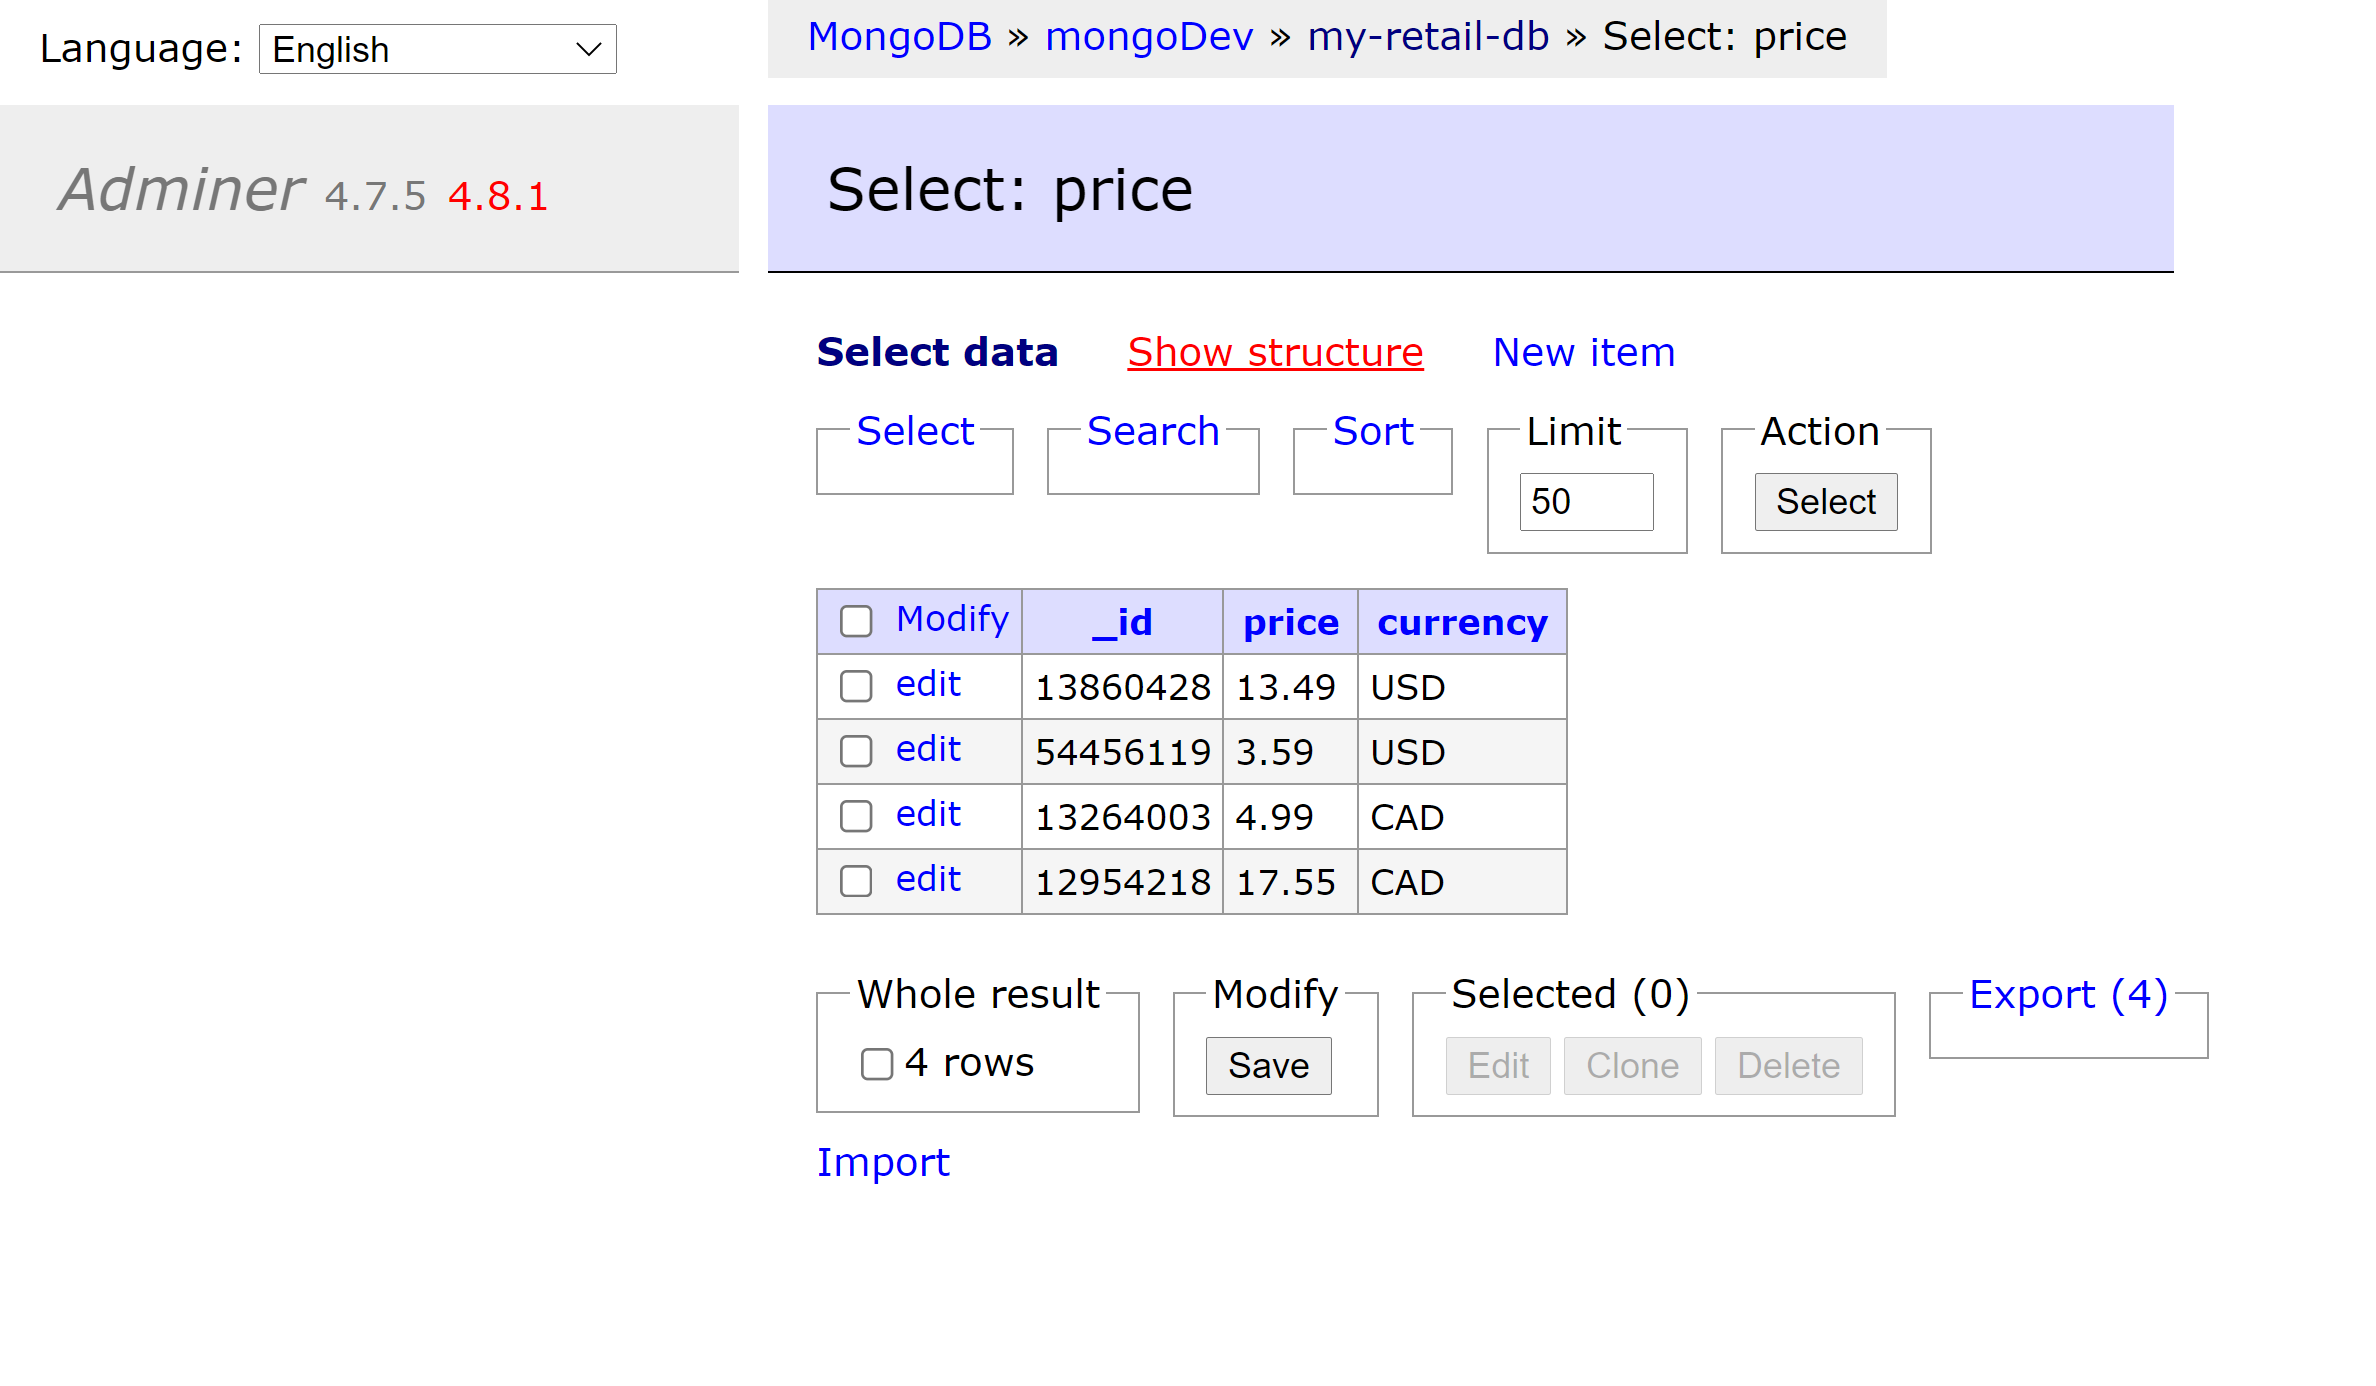 Language: English
MongoDB » mongoDev » my-retail-db » Select: price
Adminer 4.7.5 4.8.1
Select: price
Select data Show structure New item
Select Search Sort Limit Action
50 Select
Modify _id price currency
edit 13860428 13.49 USD
edit 54456119 3.59 USD
edit 13264003 4.99 CAD
edit 12954218 17.55 CAD
Whole result Modify Selected (0) Export (4)
4 rows Save Edit Clone Delete
Import